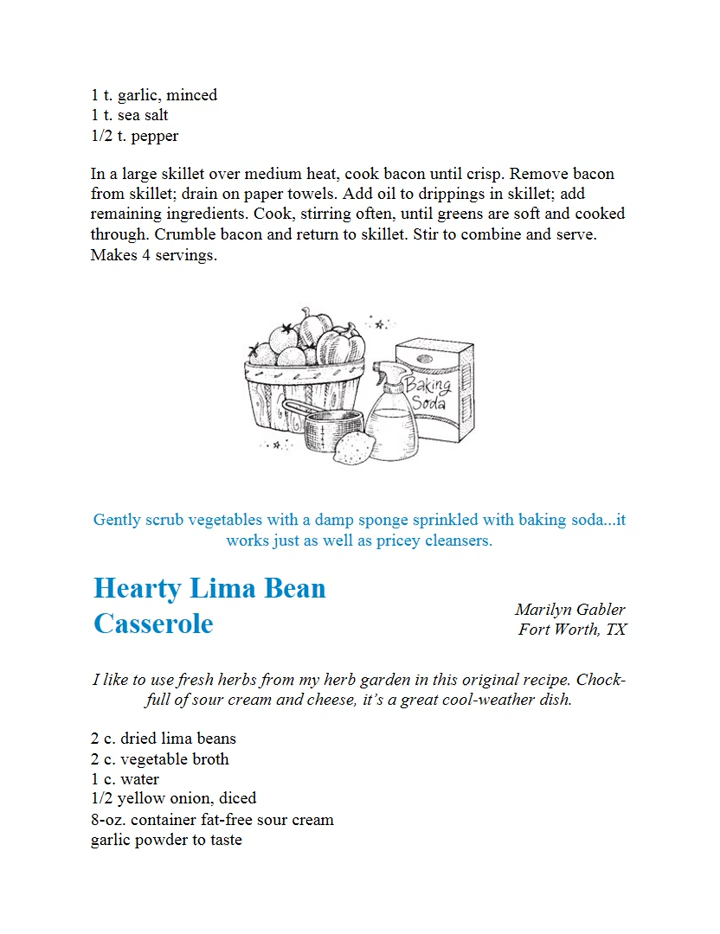 1 t. garlic, minced
1 t. sea salt
1/2 t. pepper
In a large skillet over medium heat, cook bacon until crisp. Remove bacon
from skillet; drain on paper towels. Add oil to drippings in skillet; add
remaining ingredients. Cook, stirring often, until greens are soft and cooked
through. Crumble bacon and return to skillet. Stir to combine and serve.
Makes 4 servings.
Baking
Soda
Gently scrub vegetables with a damp sponge sprinkled with baking soda...it
works just as well as pricey cleansers.
Hearty Lima Bean
Casserole
Marilyn Gabler
Fort Worth, TX
I like to use fresh herbs from my herb garden in this original recipe. Chock-
full of sour cream and cheese, it’s a great cool-weather dish.
2 c. dried lima beans
2 c. vegetable broth
1 c. water
1/2 yellow onion, diced
8-oz. container fat-free sour cream
garlic powder to taste